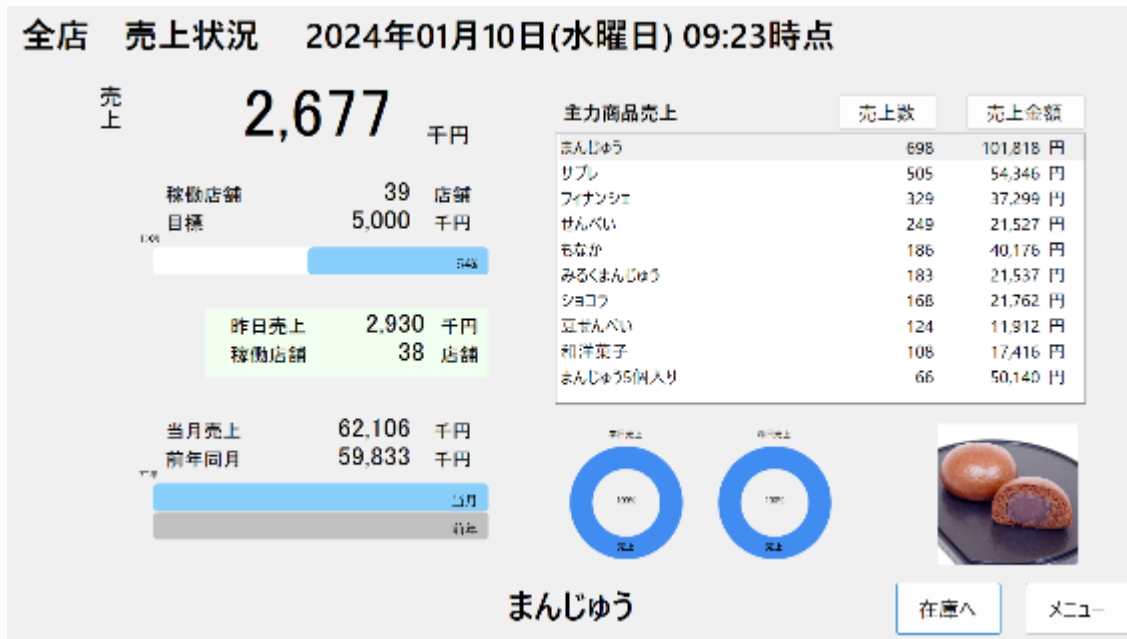 全店 売上状況 2024年01月10日(水曜日) 09:23時点
売上
2,677 千円
稼働店舗 39 店舗
目標 5,000 千円
54%
昨日売上 2,930 千円
稼働店舗 38 店舗
当月売上 62,106 千円
前年同月 59,833 千円
当月
前年
主力商品売上 売上数 売上金額
まんじゅう 698 101,818 円
サブレ 505 54,346 円
フィナンシェ 329 37,299 円
せんべい 249 21,527 円
もなか 186 40,176 円
みるくまんじゅう 183 21,537 円
ショコラ 168 21,762 円
豆せんべい 124 11,912 円
和洋菓子 108 17,416 円
まんじゅう5個入り 66 50,140 円
100% 100%
売上 売上
まんじゅう
在庫へ メニュー